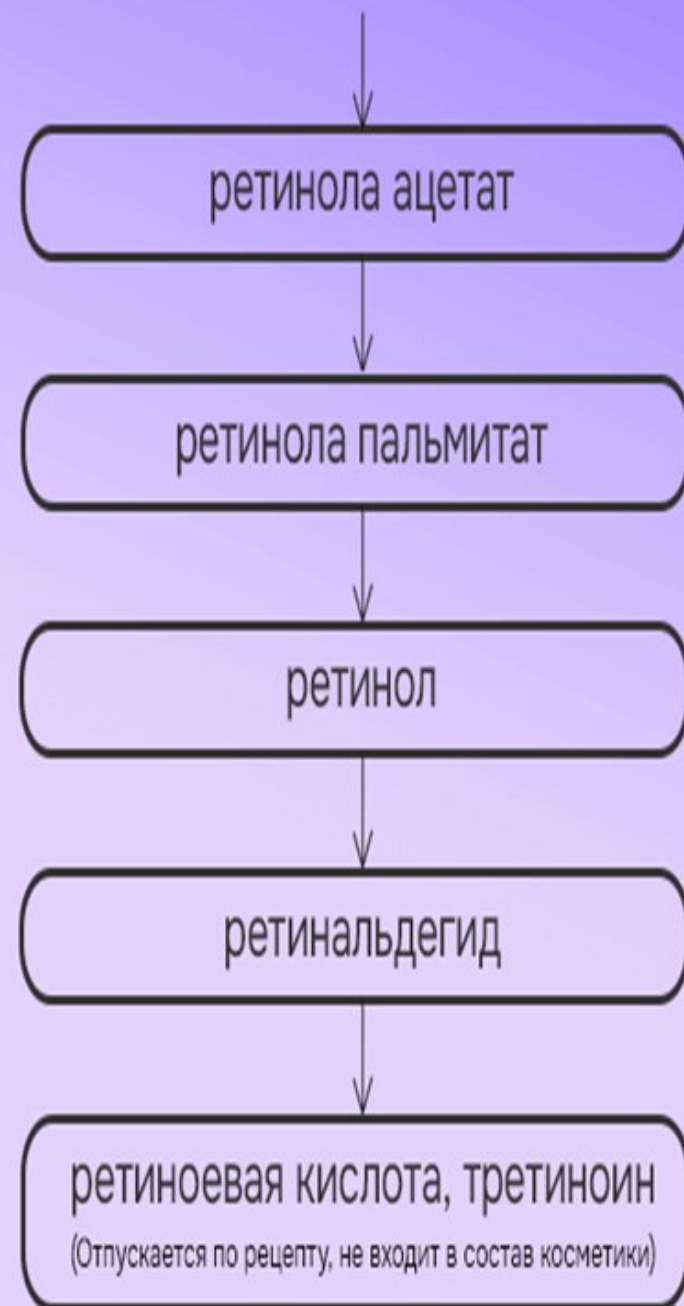 ретинола ацетат
ретинола пальмитат
ретинол
ретинальдегид
ретиноевая кислота, третиноин
(Отпускается по рецепту, не входит в состав косметики)